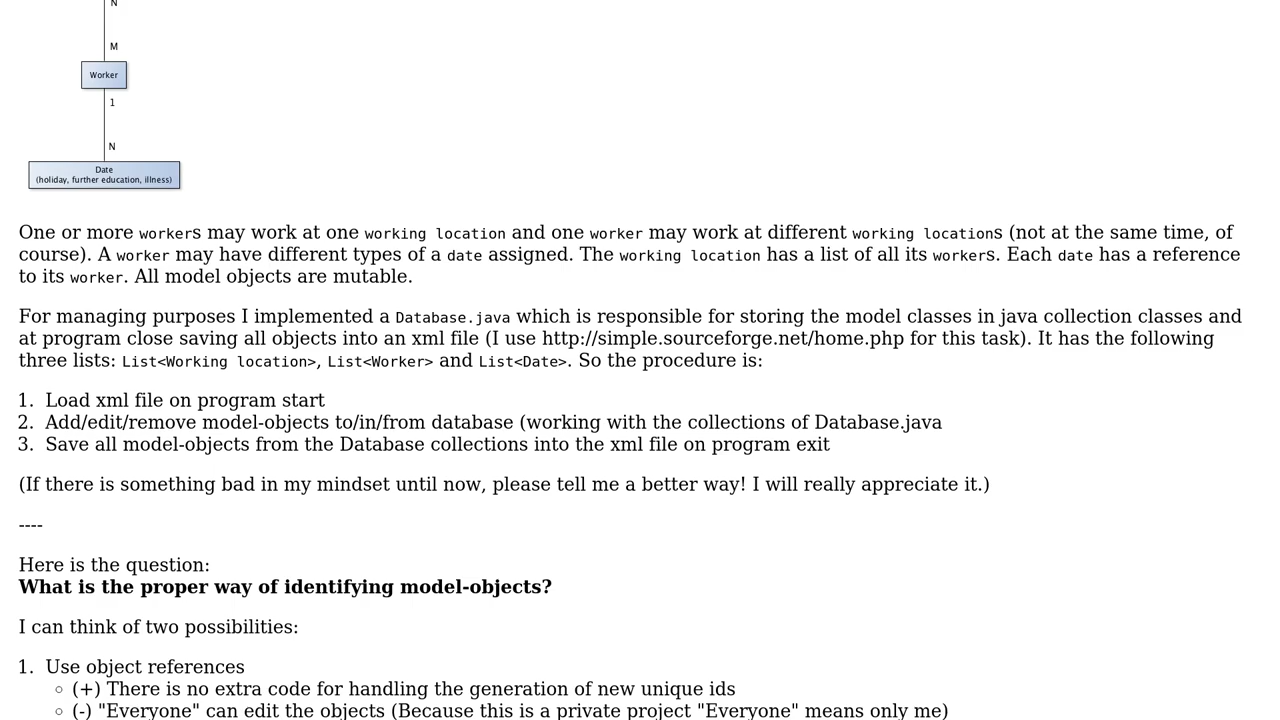 N
M
Worker
1
N
Date
(holiday, further education, illness)
One or more workers may work at one working location and one worker may work at different working locations (not at the same time, of
course). A worker may have different types of a date assigned. The working location has a list of all its workers. Each date has a reference
to its worker. All model objects are mutable.
For managing purposes I implemented a Database.java which is responsible for storing the model classes in java collection classes and
at program close saving all objects into an xml file (I use http://simple.sourceforge.net/home.php for this task). It has the following
three lists: List<Working location>, List<Worker> and List<Date>. So the procedure is:
1. Load xml file on program start
2. Add/edit/remove model-objects to/in/from database (working with the collections of Database.java
3. Save all model-objects from the Database collections into the xml file on program exit
(If there is something bad in my mindset until now, please tell me a better way! I will really appreciate it.)
----
Here is the question:
What is the proper way of identifying model-objects?
I can think of two possibilities:
1. Use object references
◦ (+) There is no extra code for handling the generation of new unique ids
◦ (-) "Everyone" can edit the objects (Because this is a private project "Everyone" means only me)